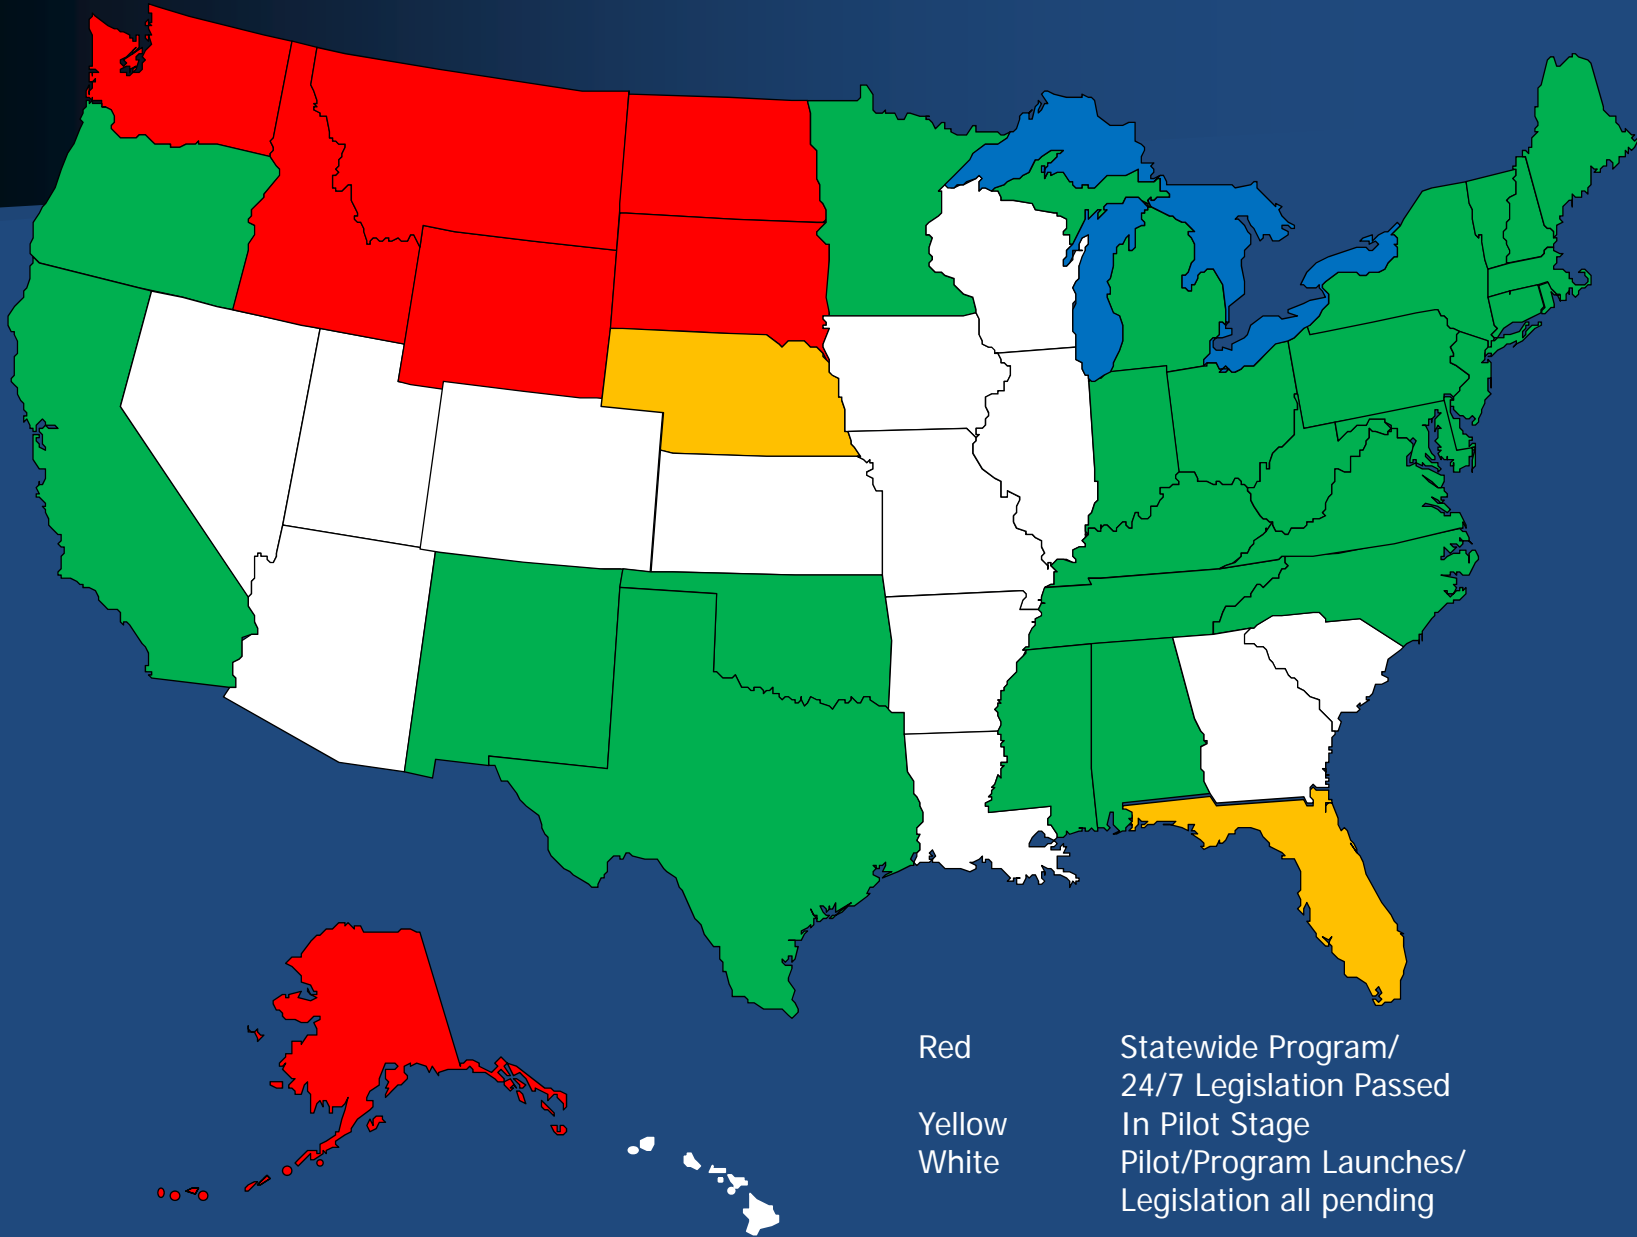 Red Statewide Program/
24/7 Legislation Passed
Yellow In Pilot Stage
White Pilot/Program Launches/
Legislation all pending